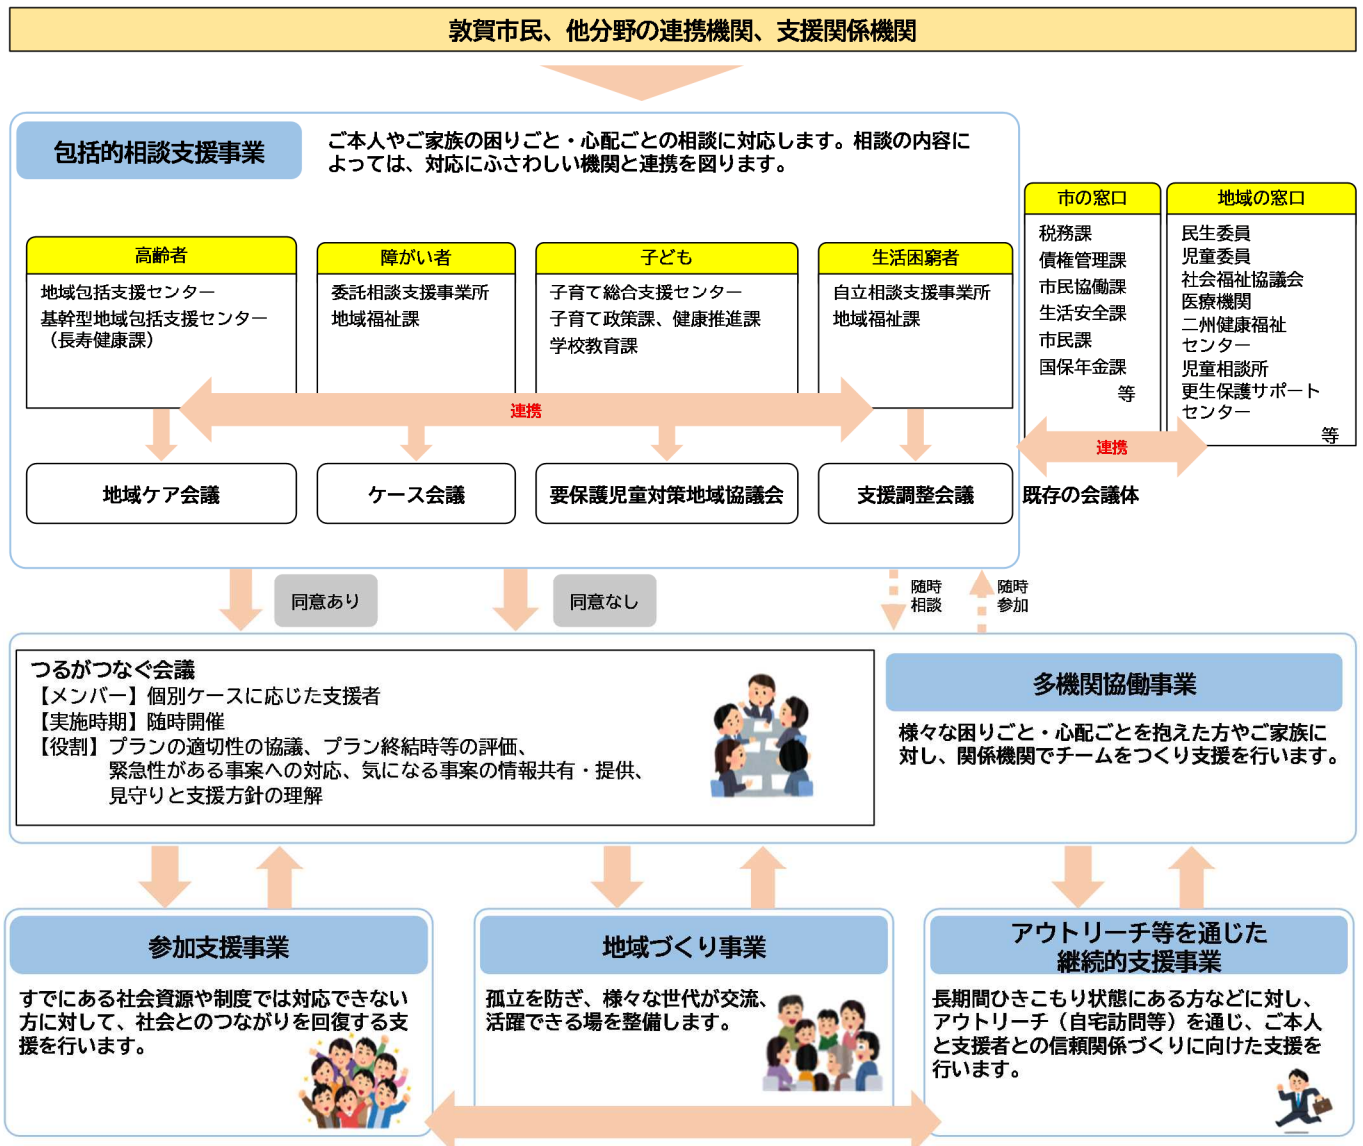 敦賀市民、他分野の連携機関、支援関係機関
包括的相談支援事業
ご本人やご家族の困りごと・心配ごとの相談に対応します。相談の内容に
よっては、対応にふさわしい機関と連携を図ります。
高齢者
地域包括支援センター
基幹型地域包括支援センター
（長寿健康課）
障がい者
委託相談支援事業所
地域福祉課
子ども
子育て総合支援センター
子育て政策課、健康推進課
学校教育課
生活困窮者
自立相談支援事業所
地域福祉課
市の窓口
税務課
債権管理課
市民協働課
生活安全課
市民課
国保年金課
等
地域の窓口
民生委員
児童委員
社会福祉協議会
医療機関
二州健康福祉
センター
児童相談所
更生保護サポート
センター
等
連携
連携
地域ケア会議
ケース会議
要保護児童対策地域協議会
支援調整会議
既存の会議体
同意あり
同意なし
随時
相談
随時
参加
つるがつなぐ会議
【メンバー】個別ケースに応じた支援者
【実施時期】随時開催
【役割】プランの適切性の協議、プラン終結時等の評価、
緊急性がある事案への対応、気になる事案の情報共有・提供、
見守りと支援方針の理解
多機関協働事業
様々な困りごと・心配ごとを抱えた方やご家族に
対し、関係機関でチームをつくり支援を行います。
参加支援事業
すでにある社会資源や制度では対応できない
方に対して、社会とのつながりを回復する支
援を行います。
地域づくり事業
孤立を防ぎ、様々な世代が交流、
活躍できる場を整備します。
アウトリーチ等を通じた
継続的支援事業
長期間ひきこもり状態にある方などに対し、
アウトリーチ（自宅訪問等）を通じ、ご本人
と支援者との信頼関係づくりに向けた支援を
行います。